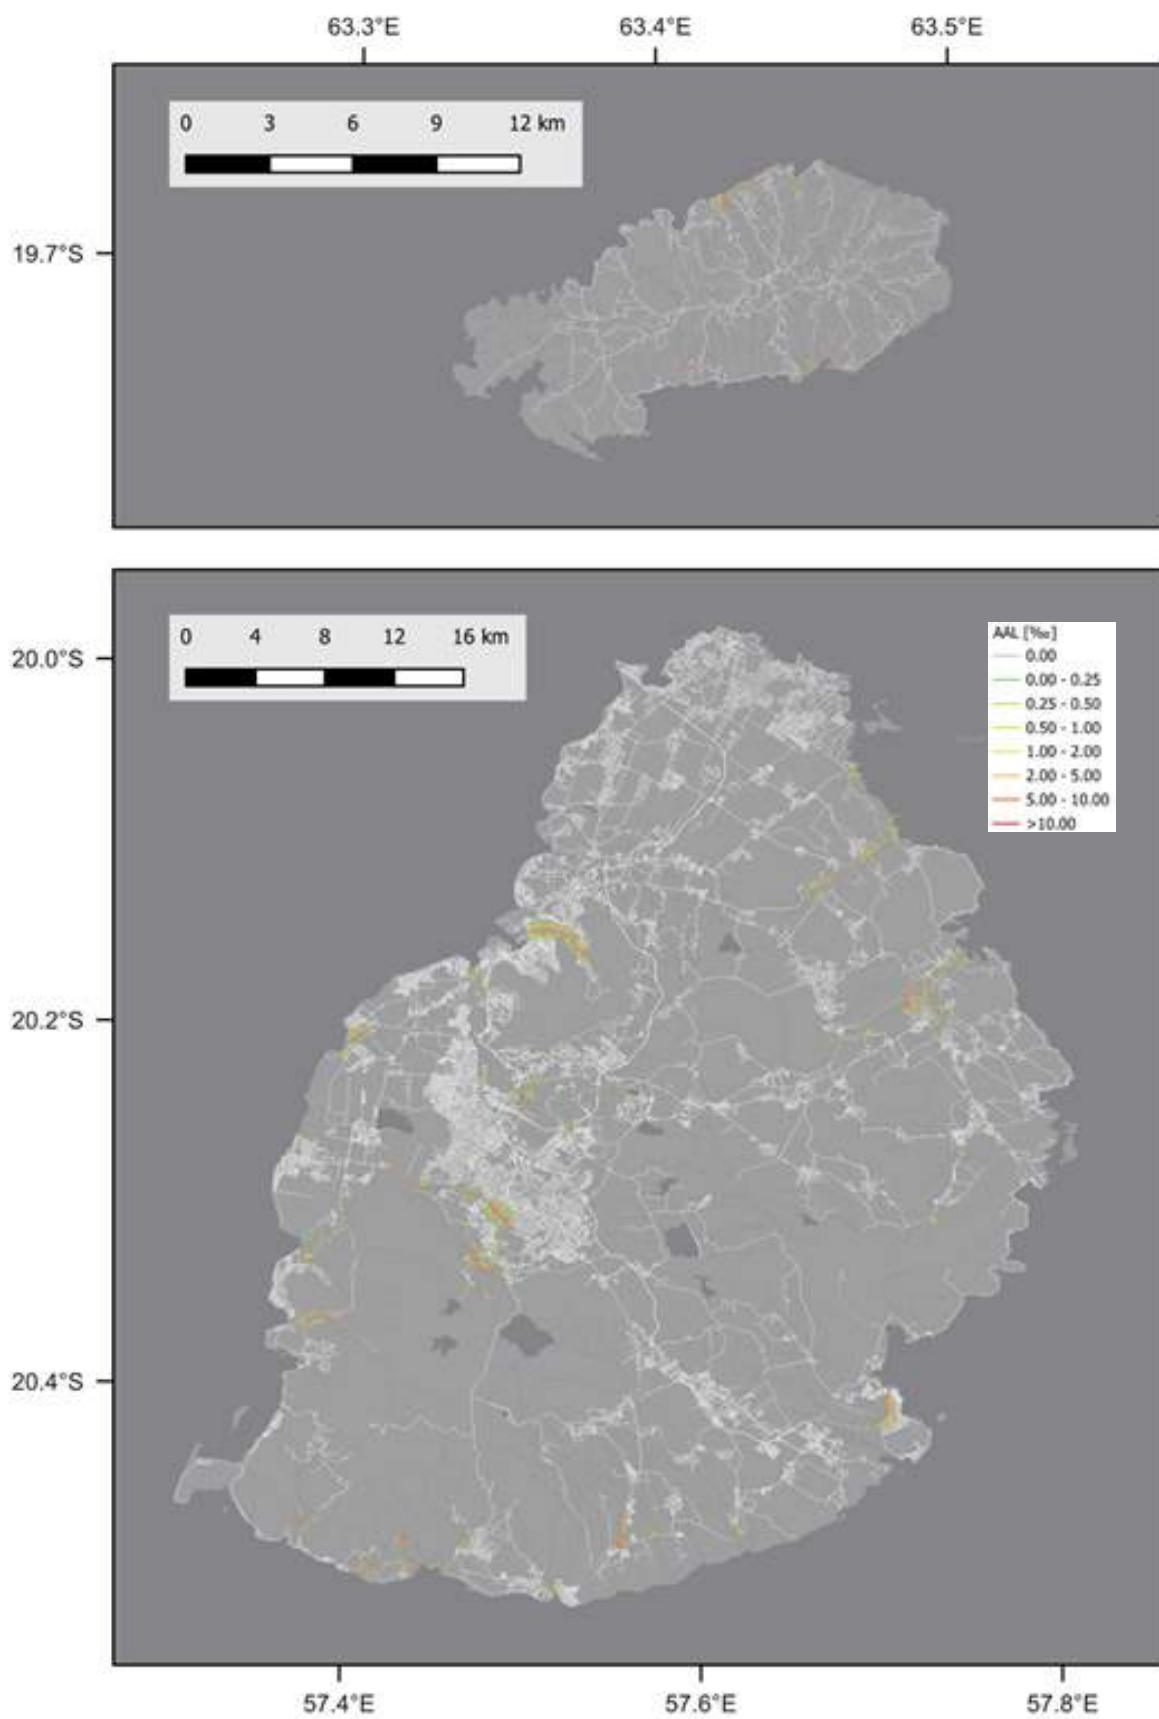 63.3°E 63.4°E 63.5°E
0 3 6 9 12 km
19.7°S
0 4 8 12 16 km
20.0°S
AAL [‰]
0.00
0.00 - 0.25
0.25 - 0.50
0.50 - 1.00
1.00 - 2.00
2.00 - 5.00
5.00 - 10.00
>10.00
20.2°S
20.4°S
57.4°E 57.6°E 57.8°E